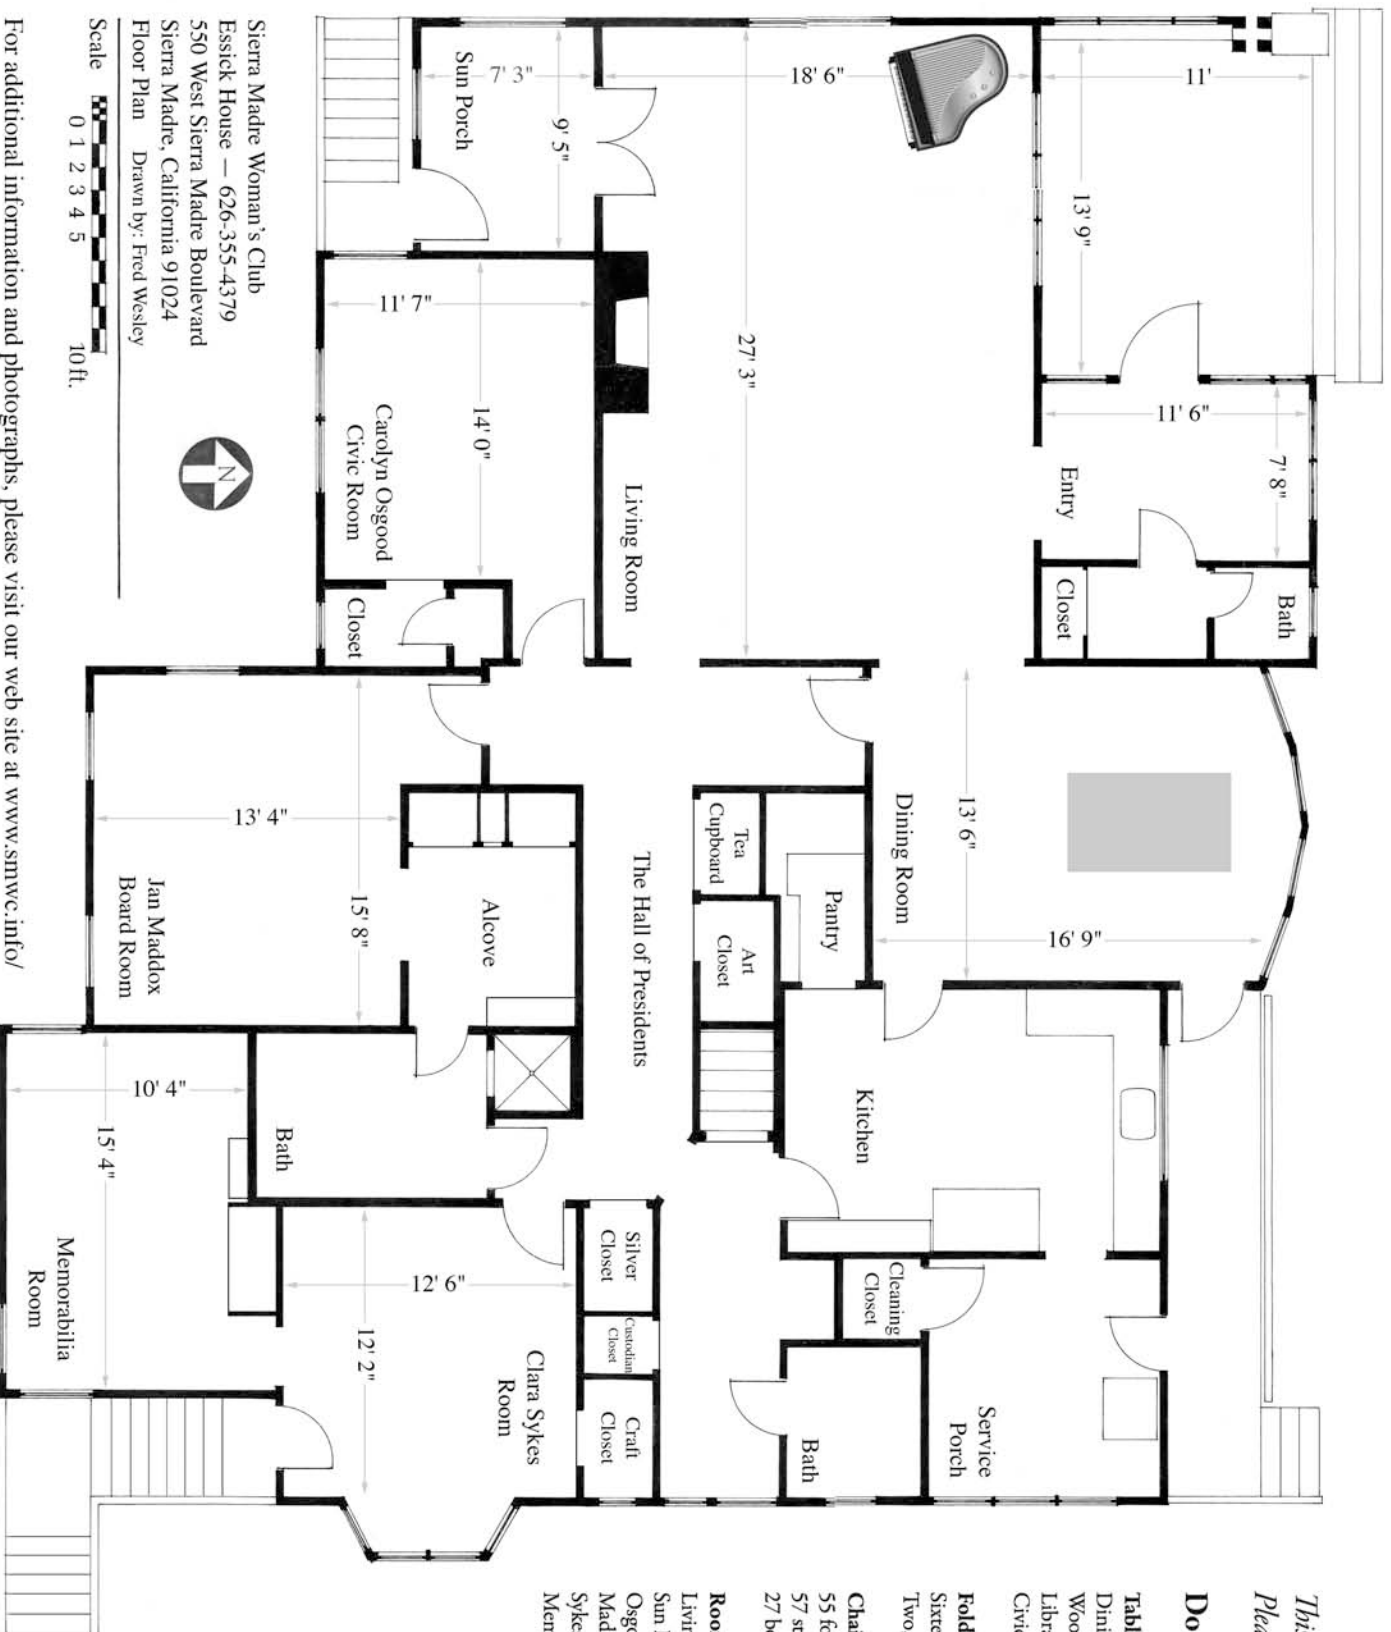 11'
13' 9"
11' 6"
7' 8"
Entry
Closet
Bath
Sun Porch
7' 3"
9' 5"
18' 6"
27' 3"
Living Room
11' 7"
14' 0"
Carolyn Osgood
Civic Room
Closet
13' 6"
16' 9"
Dining Room
Tea
Cupboard
Pantry
Art
Closet
The Hall of Presidents
Kitchen
13' 4"
15' 8"
Jan Maddox
Board Room
Alcove
Bath
10' 4"
15' 4"
Memorabilia
Room
12' 6"
12' 2"
Clara Sykes
Room
Silver
Closet
Custodian
Closet
Craft
Closet
Cleaning
Closet
Bath
Service
Porch
Sierra Madre Woman's Club
Essick House — 626-355-4379
550 West Sierra Madre Boulevard
Sierra Madre, California 91024
Floor Plan Drawn by: Fred Wesley
Scale
0 1 2 3 4 5 10 ft.
N
For additional information and photographs, please visit our web site at www.smwc.info/